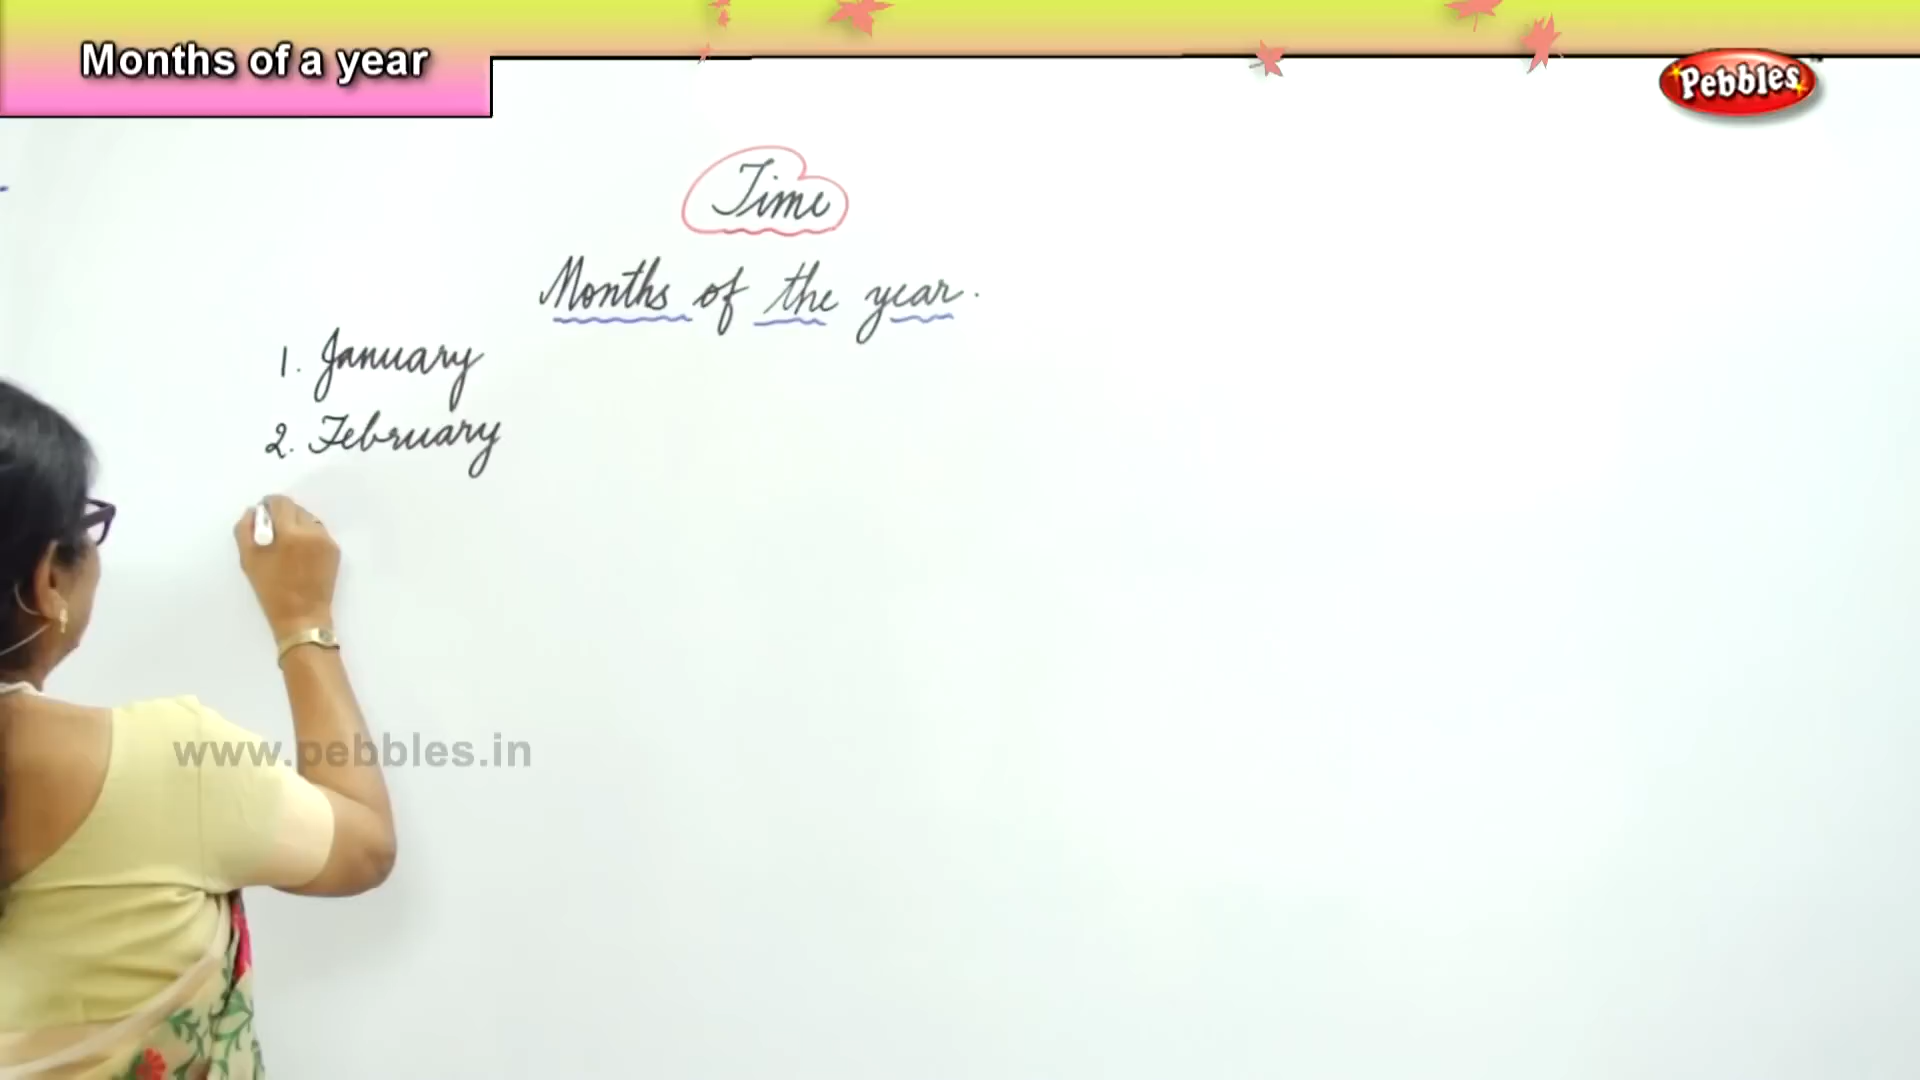 Months of a year
Pebbles
Time
Months of the year.
1. January
2. February
www.pebbles.in